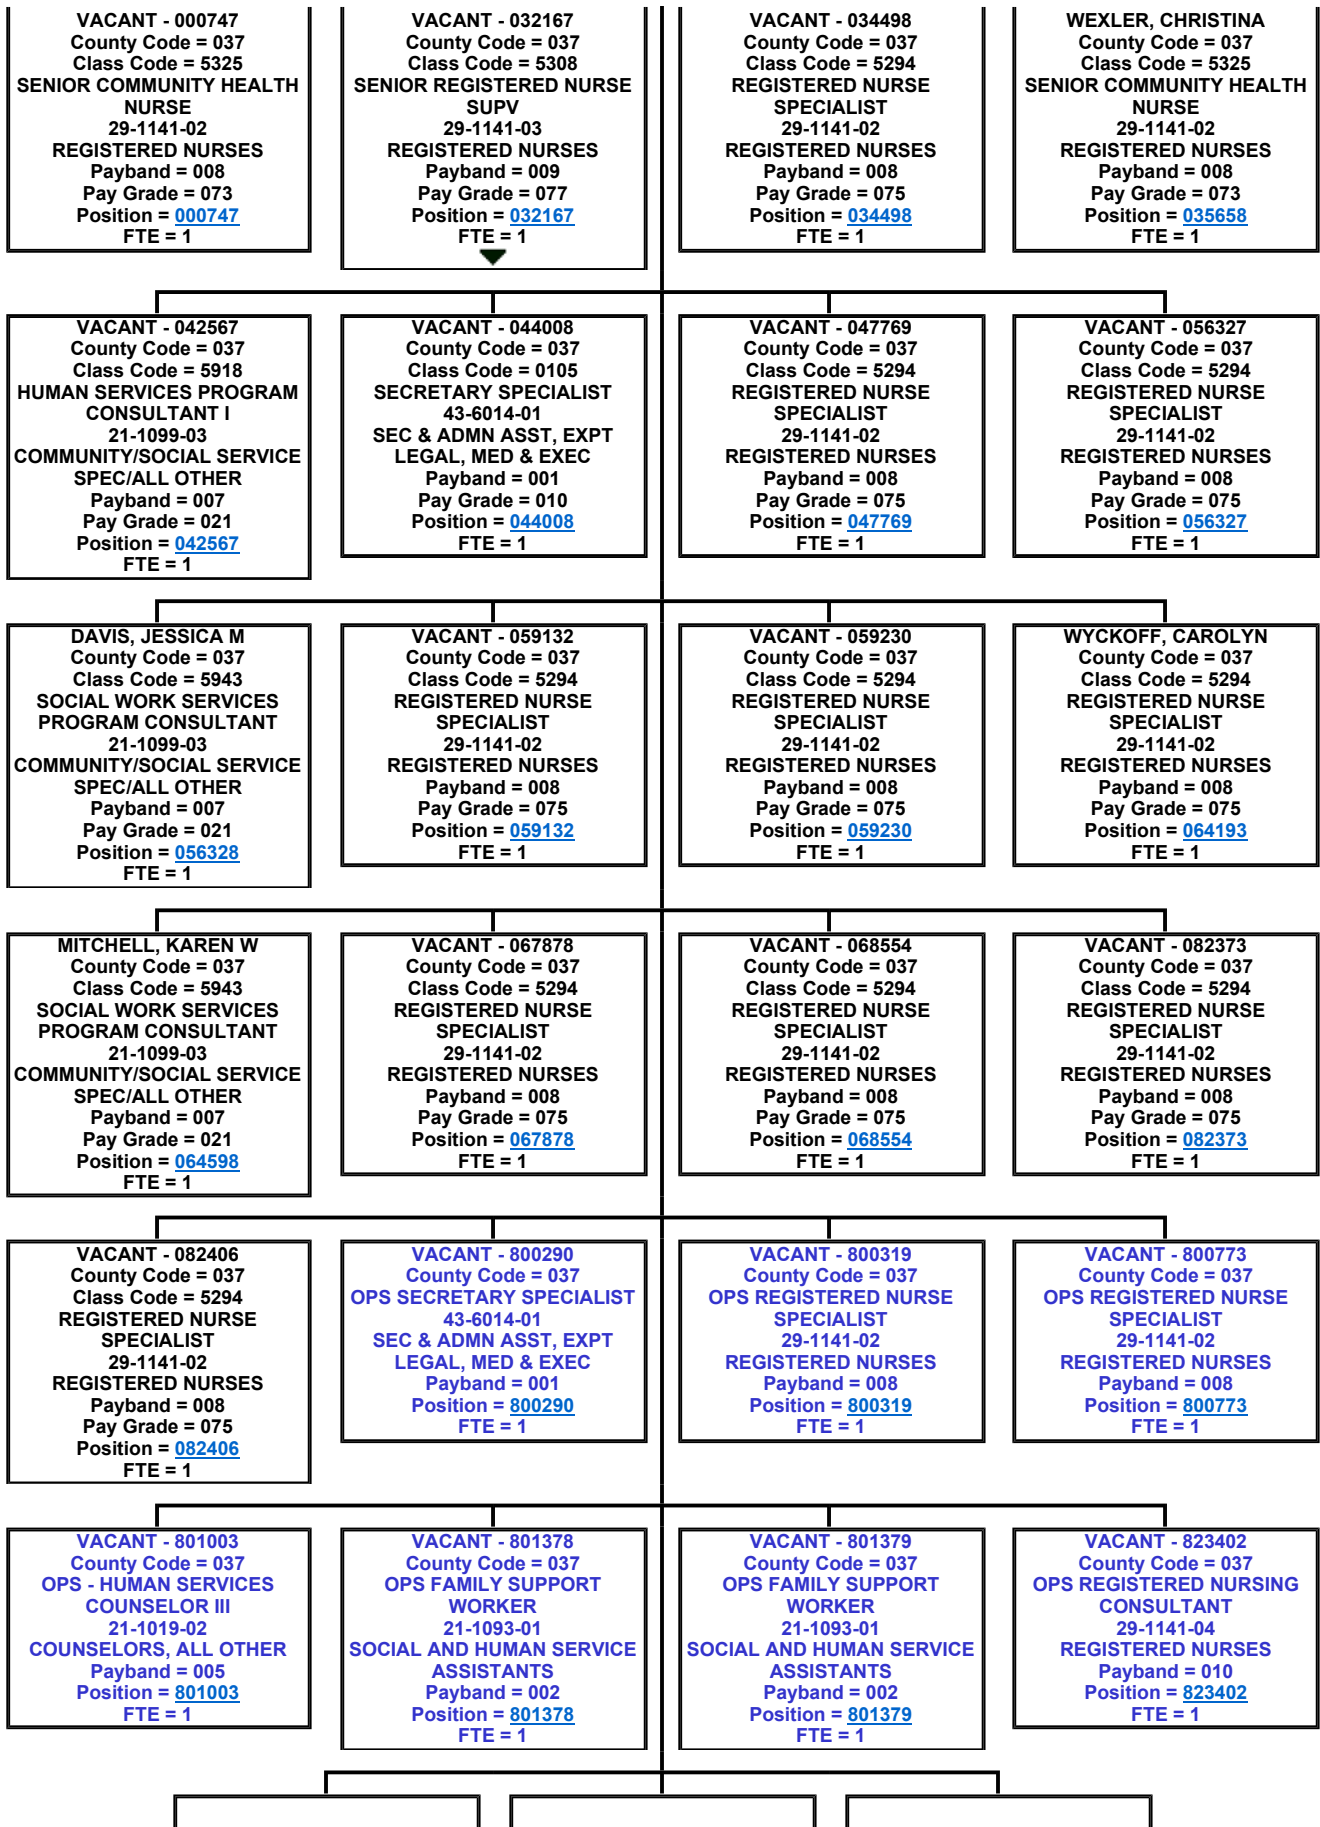 VACANT - 000747
County Code = 037
Class Code = 5325
SENIOR COMMUNITY HEALTH
NURSE
29-1141-02
REGISTERED NURSES
Payband = 008
Pay Grade = 073
Position = 000747
FTE = 1
VACANT - 032167
County Code = 037
Class Code = 5308
SENIOR REGISTERED NURSE
SUPV
29-1141-03
REGISTERED NURSES
Payband = 009
Pay Grade = 077
Position = 032167
FTE = 1
VACANT - 034498
County Code = 037
Class Code = 5294
REGISTERED NURSE
SPECIALIST
29-1141-02
REGISTERED NURSES
Payband = 008
Pay Grade = 075
Position = 034498
FTE = 1
WEXLER, CHRISTINA
County Code = 037
Class Code = 5325
SENIOR COMMUNITY HEALTH
NURSE
29-1141-02
REGISTERED NURSES
Payband = 008
Pay Grade = 073
Position = 035658
FTE = 1
VACANT - 042567
County Code = 037
Class Code = 5918
HUMAN SERVICES PROGRAM
CONSULTANT I
21-1099-03
COMMUNITY/SOCIAL SERVICE
SPEC/ALL OTHER
Payband = 007
Pay Grade = 021
Position = 042567
FTE = 1
VACANT - 044008
County Code = 037
Class Code = 0105
SECRETARY SPECIALIST
43-6014-01
SEC & ADMN ASST, EXPT
LEGAL, MED & EXEC
Payband = 001
Pay Grade = 010
Position = 044008
FTE = 1
VACANT - 047769
County Code = 037
Class Code = 5294
REGISTERED NURSE
SPECIALIST
29-1141-02
REGISTERED NURSES
Payband = 008
Pay Grade = 075
Position = 047769
FTE = 1
VACANT - 056327
County Code = 037
Class Code = 5294
REGISTERED NURSE
SPECIALIST
29-1141-02
REGISTERED NURSES
Payband = 008
Pay Grade = 075
Position = 056327
FTE = 1
DAVIS, JESSICA M
County Code = 037
Class Code = 5943
SOCIAL WORK SERVICES
PROGRAM CONSULTANT
21-1099-03
COMMUNITY/SOCIAL SERVICE
SPEC/ALL OTHER
Payband = 007
Pay Grade = 021
Position = 056328
FTE = 1
VACANT - 059132
County Code = 037
Class Code = 5294
REGISTERED NURSE
SPECIALIST
29-1141-02
REGISTERED NURSES
Payband = 008
Pay Grade = 075
Position = 059132
FTE = 1
VACANT - 059230
County Code = 037
Class Code = 5294
REGISTERED NURSE
SPECIALIST
29-1141-02
REGISTERED NURSES
Payband = 008
Pay Grade = 075
Position = 059230
FTE = 1
WYCKOFF, CAROLYN
County Code = 037
Class Code = 5294
REGISTERED NURSE
SPECIALIST
29-1141-02
REGISTERED NURSES
Payband = 008
Pay Grade = 075
Position = 064193
FTE = 1
MITCHELL, KAREN W
County Code = 037
Class Code = 5943
SOCIAL WORK SERVICES
PROGRAM CONSULTANT
21-1099-03
COMMUNITY/SOCIAL SERVICE
SPEC/ALL OTHER
Payband = 007
Pay Grade = 021
Position = 064598
FTE = 1
VACANT - 067878
County Code = 037
Class Code = 5294
REGISTERED NURSE
SPECIALIST
29-1141-02
REGISTERED NURSES
Payband = 008
Pay Grade = 075
Position = 067878
FTE = 1
VACANT - 068554
County Code = 037
Class Code = 5294
REGISTERED NURSE
SPECIALIST
29-1141-02
REGISTERED NURSES
Payband = 008
Pay Grade = 075
Position = 068554
FTE = 1
VACANT - 082373
County Code = 037
Class Code = 5294
REGISTERED NURSE
SPECIALIST
29-1141-02
REGISTERED NURSES
Payband = 008
Pay Grade = 075
Position = 082373
FTE = 1
VACANT - 082406
County Code = 037
Class Code = 5294
REGISTERED NURSE
SPECIALIST
29-1141-02
REGISTERED NURSES
Payband = 008
Pay Grade = 075
Position = 082406
FTE = 1
VACANT - 800290
County Code = 037
OPS SECRETARY SPECIALIST
43-6014-01
SEC & ADMN ASST, EXPT
LEGAL, MED & EXEC
Payband = 001
Position = 800290
FTE = 1
VACANT - 800319
County Code = 037
OPS REGISTERED NURSE
SPECIALIST
29-1141-02
REGISTERED NURSES
Payband = 008
Position = 800319
FTE = 1
VACANT - 800773
County Code = 037
OPS REGISTERED NURSE
SPECIALIST
29-1141-02
REGISTERED NURSES
Payband = 008
Position = 800773
FTE = 1
VACANT - 801003
County Code = 037
OPS - HUMAN SERVICES
COUNSELOR III
21-1019-02
COUNSELORS, ALL OTHER
Payband = 005
Position = 801003
FTE = 1
VACANT - 801378
County Code = 037
OPS FAMILY SUPPORT
WORKER
21-1093-01
SOCIAL AND HUMAN SERVICE
ASSISTANTS
Payband = 002
Position = 801378
FTE = 1
VACANT - 801379
County Code = 037
OPS FAMILY SUPPORT
WORKER
21-1093-01
SOCIAL AND HUMAN SERVICE
ASSISTANTS
Payband = 002
Position = 801379
FTE = 1
VACANT - 823402
County Code = 037
OPS REGISTERED NURSING
CONSULTANT
29-1141-04
REGISTERED NURSES
Payband = 010
Position = 823402
FTE = 1